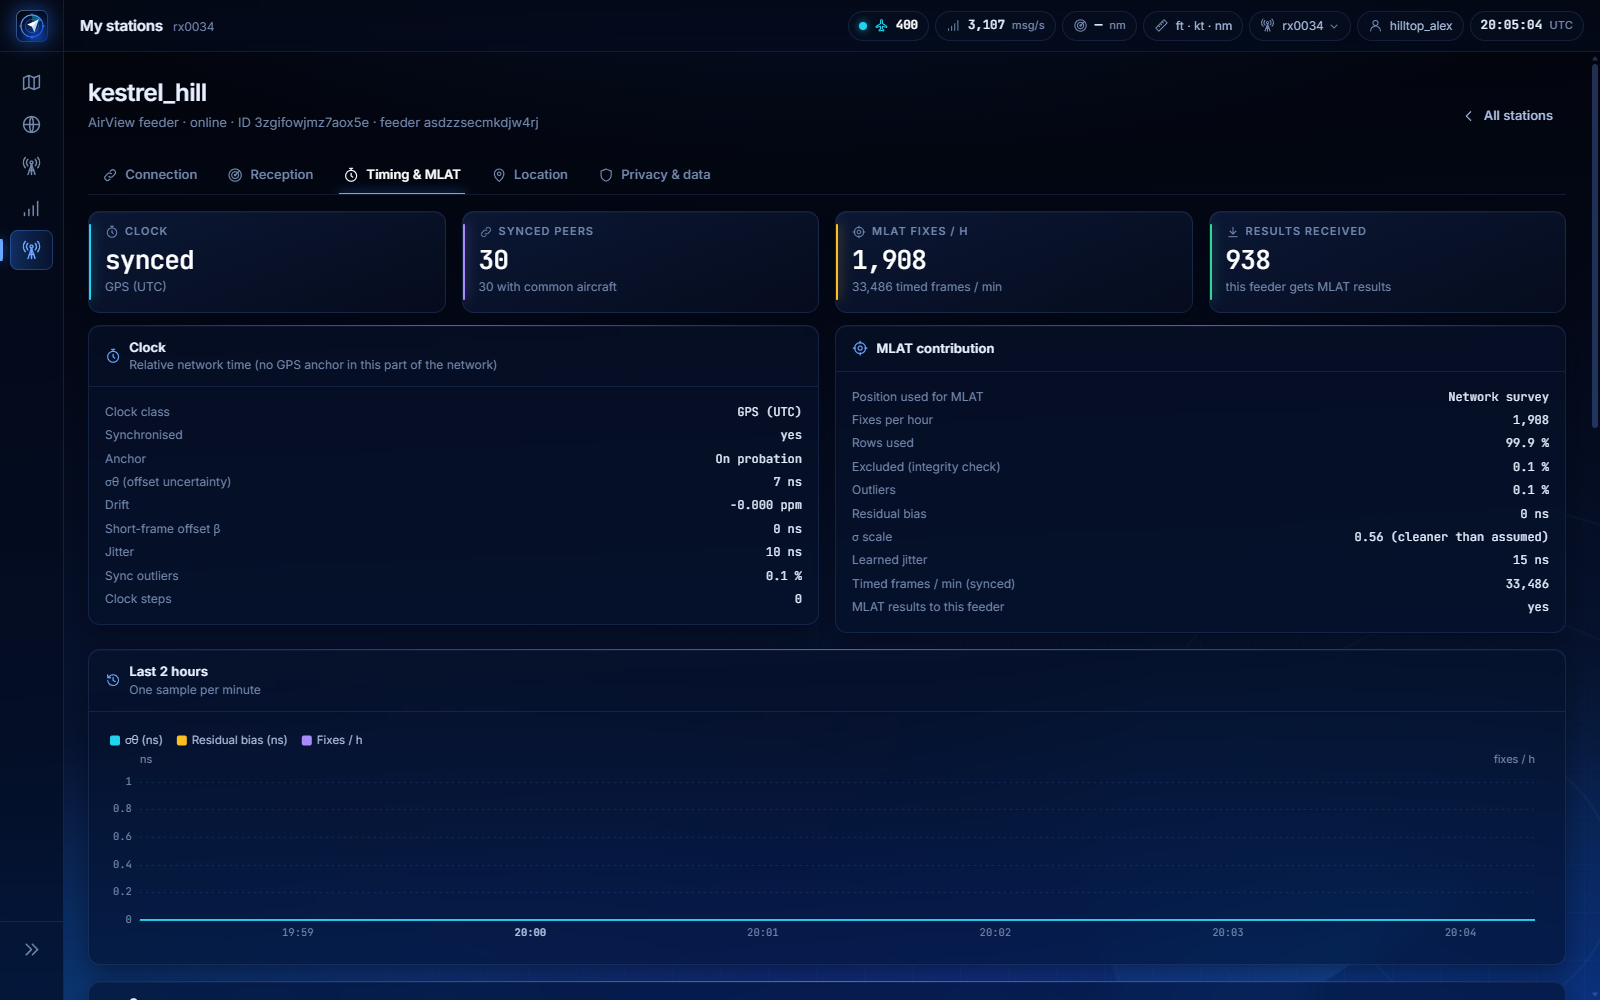 My stations rx0034
400
3,107 msg/s
— nm
ft · kt · nm
rx0034
hilltop_alex
20:05:04 UTC
kestrel_hill
AirView feeder · online · ID 3zgifowjmz7aox5e · feeder asdzzsecmkdjw4rj
All stations
Connection
Reception
Timing & MLAT
Location
Privacy & data
CLOCK
synced
GPS (UTC)
SYNCED PEERS
30
30 with common aircraft
MLAT FIXES / H
1,908
33,486 timed frames / min
RESULTS RECEIVED
938
this feeder gets MLAT results
Clock
Relative network time (no GPS anchor in this part of the network)
Clock class GPS (UTC)
Synchronised yes
Anchor On probation
σθ (offset uncertainty) 7 ns
Drift -0.000 ppm
Short-frame offset β 0 ns
Jitter 10 ns
Sync outliers 0.1 %
Clock steps 0
MLAT contribution
Position used for MLAT Network survey
Fixes per hour 1,908
Rows used 99.9 %
Excluded (integrity check) 0.1 %
Outliers 0.1 %
Residual bias 0 ns
σ scale 0.56 (cleaner than assumed)
Learned jitter 15 ns
Timed frames / min (synced) 33,486
MLAT results to this feeder yes
Last 2 hours
One sample per minute
σθ (ns) Residual bias (ns) Fixes / h
ns fixes / h
1
0.8
0.6
0.4
0.2
0
19:59 20:00 20:01 20:02 20:03 20:04